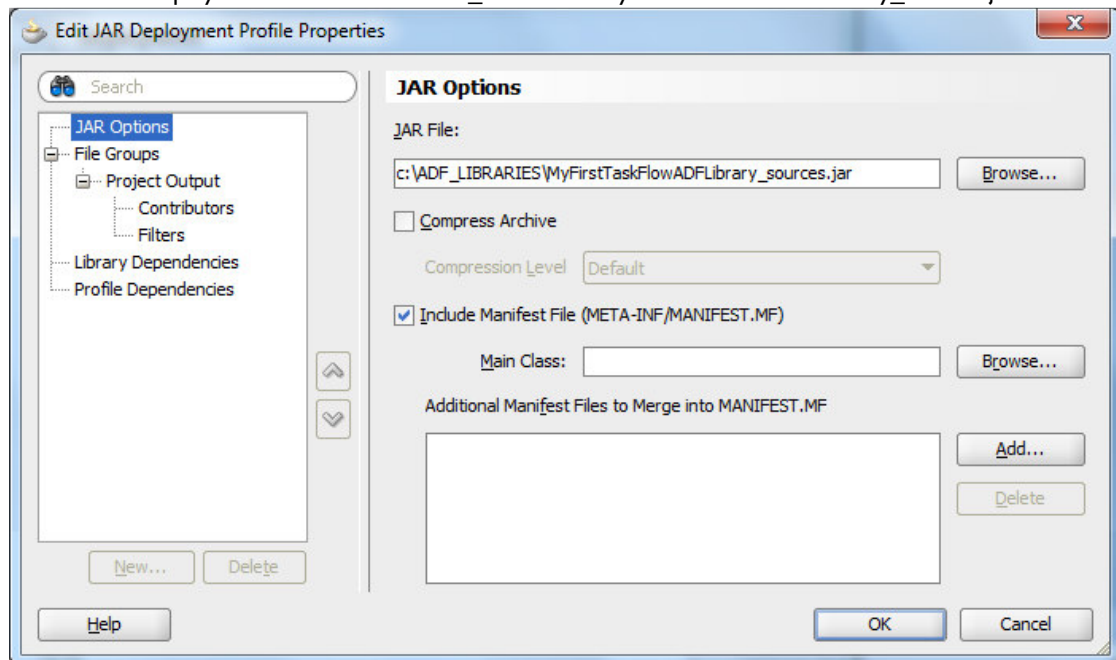 Edit JAR Deployment Profile Properties
Search
JAR Options
File Groups
Project Output
Contributors
Filters
Library Dependencies
Profile Dependencies
New...
Delete
JAR Options
JAR File:
c:\ADF_LIBRARIES\MyFirstTaskFlowADFLibrary_sources.jar
Browse...
Compress Archive
Compression Level
Default
Include Manifest File (META-INF/MANIFEST.MF)
Main Class:
Browse...
Additional Manifest Files to Merge into MANIFEST.MF
Add...
Delete
Help
OK
Cancel